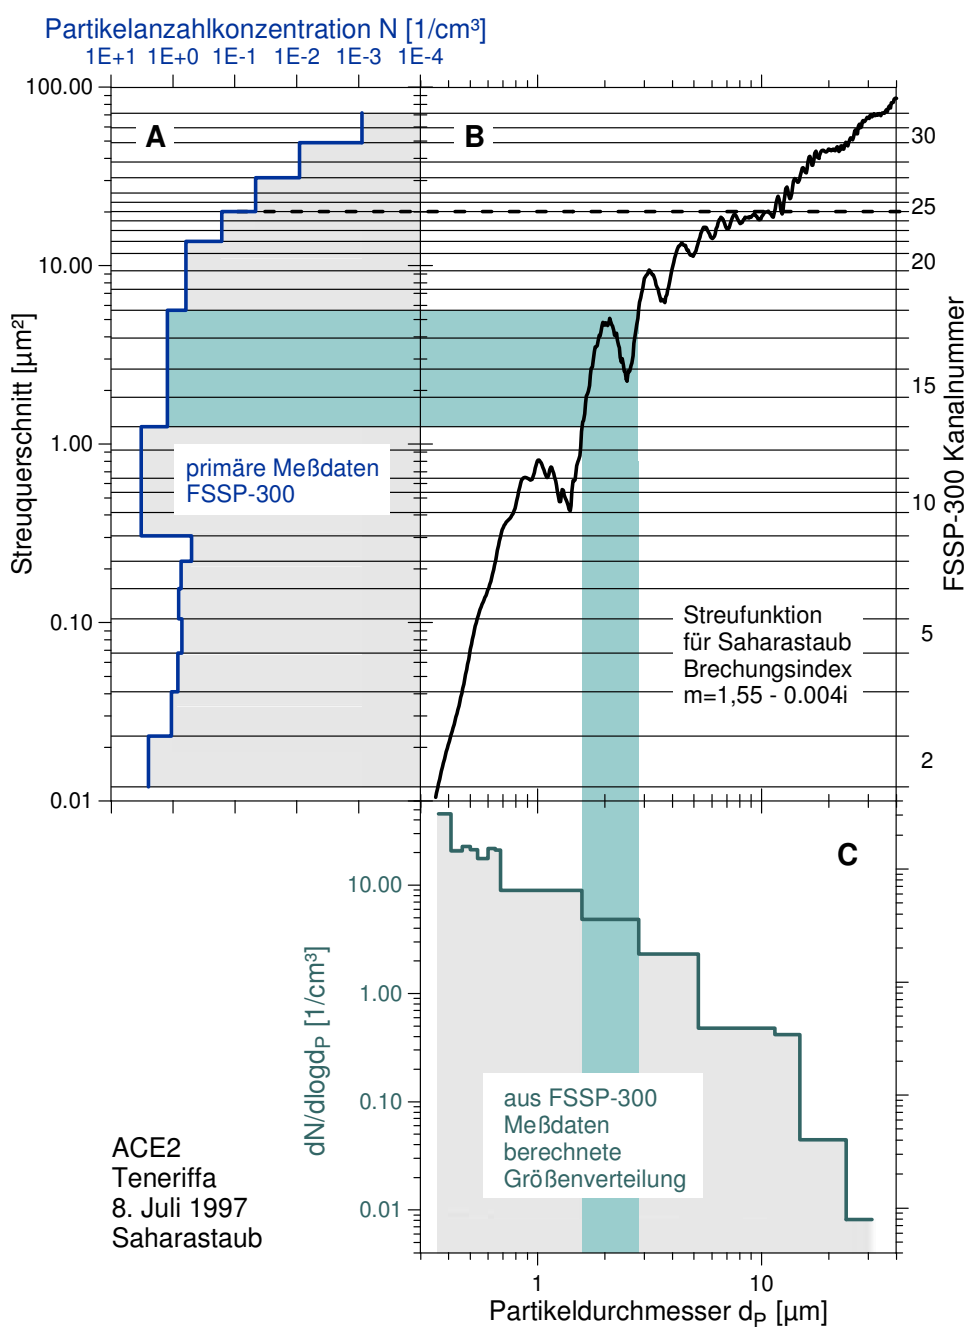 Partikelanzahlkonzentration N [1/cm³]
1E+1 1E+0 1E-1 1E-2 1E-3 1E-4
100.00
10.00
1.00
0.10
0.01
Streuquerschnitt [µm²]
A
primäre Meßdaten
FSSP-300
B
30
25
20
15
10
5
2
FSSP-300 Kanalnummer
Streufunktion
für Saharastaub
Brechungsindex
m=1,55 - 0.004i
C
10.00
1.00
0.10
0.01
dN/dlogdP [1/cm³]
aus FSSP-300
Meßdaten
berechnete
Größenverteilung
ACE2
Teneriffa
8. Juli 1997
Saharastaub
1 10
Partikeldurchmesser dP [µm]